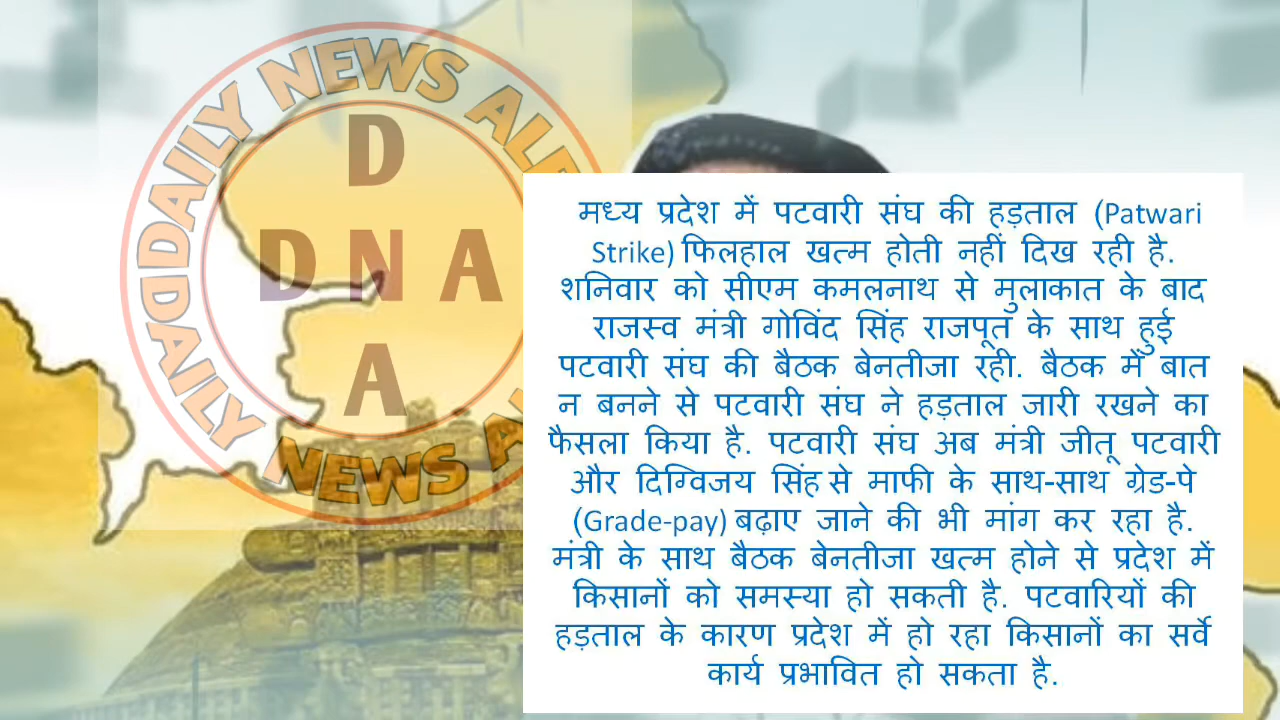 DAILY NEWS ALE
D
D N A
A
DAILY
NEWS A
मध्य प्रदेश में पटवारी संघ की हड़ताल (Patwari
Strike) फिलहाल खत्म होती नहीं दिख रही है.
शनिवार को सीएम कमलनाथ से मुलाकात के बाद
राजस्व मंत्री गोविंद सिंह राजपूत के साथ हुई
पटवारी संघ की बैठक बेनतीजा रही. बैठक में बात
न बनने से पटवारी संघ ने हड़ताल जारी रखने का
फैसला किया है. पटवारी संघ अब मंत्री जीतू पटवारी
और दिग्विजय सिंह से माफी के साथ-साथ ग्रेड-पे
(Grade-pay) बढ़ाए जाने की भी मांग कर रहा है.
मंत्री के साथ बैठक बेनतीजा खत्म होने से प्रदेश में
किसानों को समस्या हो सकती है. पटवारियों की
हड़ताल के कारण प्रदेश में हो रहा किसानों का सर्वे
कार्य प्रभावित हो सकता है.